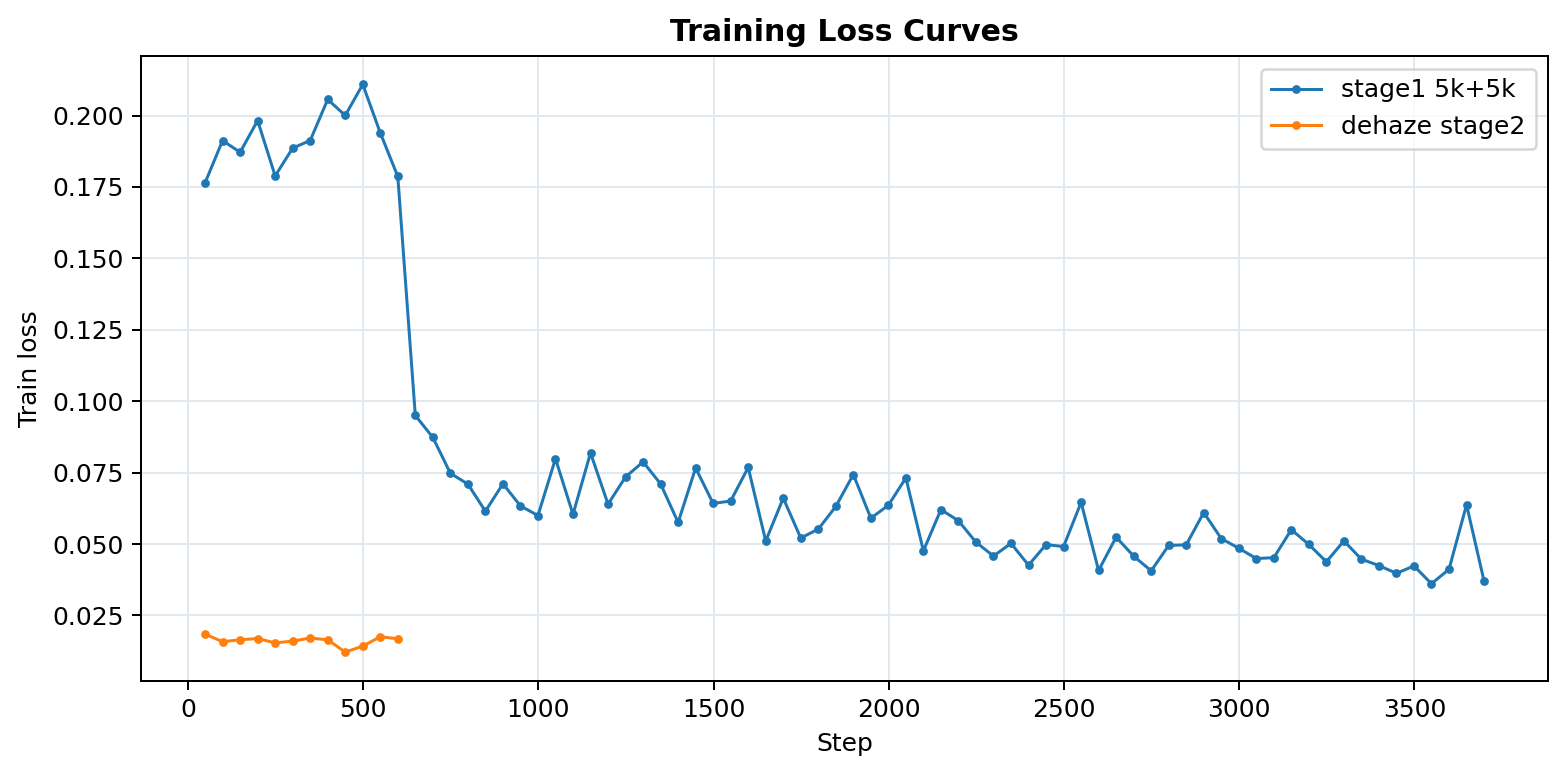 Training Loss Curves
stage1 5k+5k
dehaze stage2
0.200
0.175
0.150
0.125
0.100
0.075
0.050
0.025
Train loss
0 500 1000 1500 2000 2500 3000 3500
Step